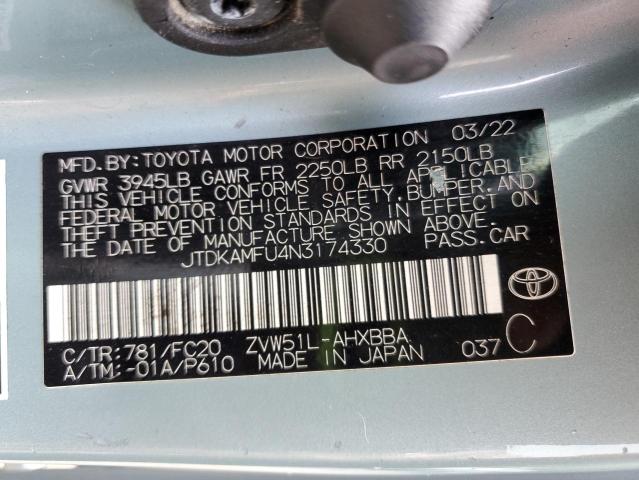 MFD.BY:TOYOTA MOTOR CORPORATION 03/22
GVWR 3945LB GAWR FR 2250LB RR 2150LB
THIS VEHICLE CONFORMS TO ALL APPLICABLE
FEDERAL MOTOR VEHICLE SAFETY,BUMPER,AND
THEFT PREVENTION STANDARDS IN EFFECT ON
THE DATE OF MANUFACTURE SHOWN ABOVE.
JTDKAMFU4N3174330 PASS.CAR
C/TR:781/FC20 ZVW51L-AHXBBA
A/TM:-01A/P610 MADE IN JAPAN 037 C